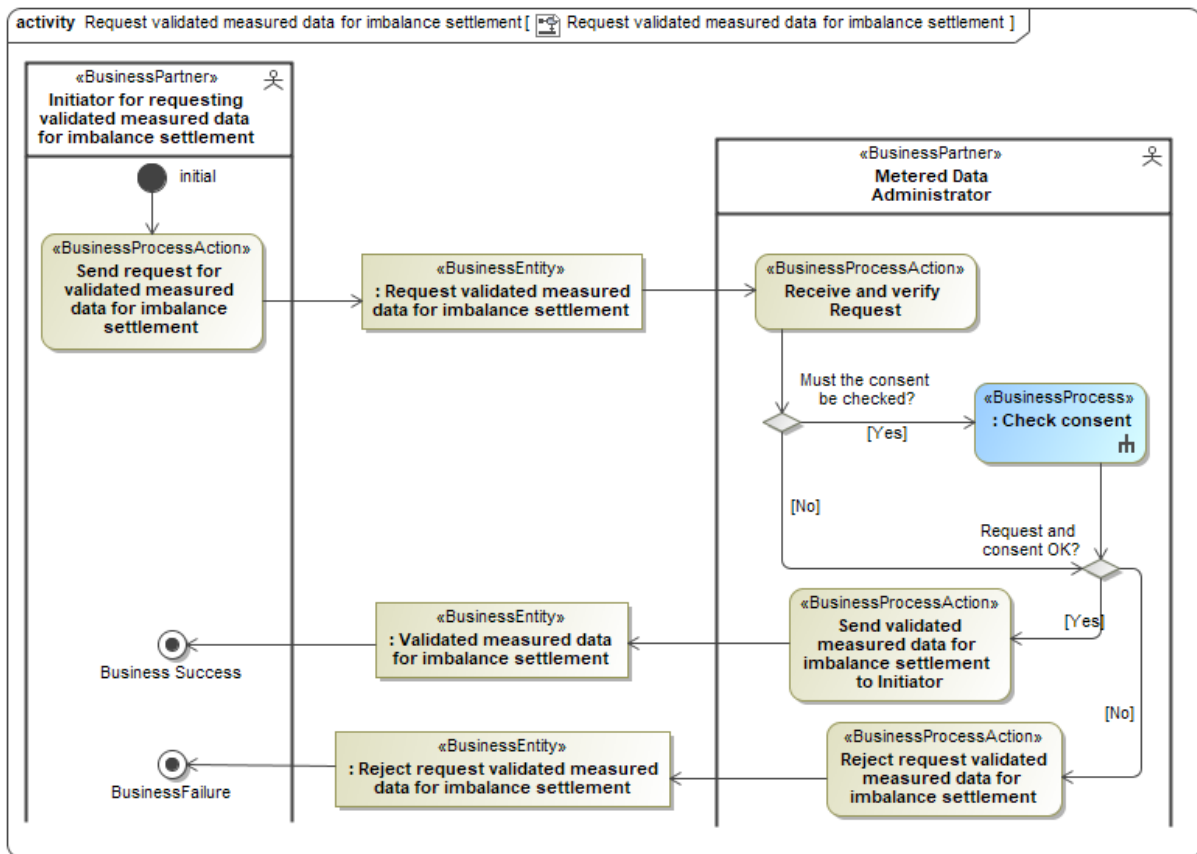 activity Request validated measured data for imbalance settlement[ Request validated measured data for imbalance settlement ]
«BusinessPartner»
Initiator for requesting
validated measured data
for imbalance settlement
initial
«BusinessProcessAction»
Send request for
validated measured
data for imbalance
settlement
«BusinessEntity»
: Request validated measured
data for imbalance settlement
«BusinessPartner»
Metered Data
Administrator
«BusinessProcessAction»
Receive and verify
Request
Must the consent
be checked?
[Yes]
«BusinessProcess»
: Check consent
[No]
Request and
consent OK?
[Yes]
«BusinessProcessAction»
Send validated
measured data for
imbalance settlement
to Initiator
«BusinessEntity»
: Validated measured data
for imbalance settlement
Business Success
[No]
«BusinessProcessAction»
Reject request validated
measured data for
imbalance settlement
«BusinessEntity»
: Reject request validated measured
data for imbalance settlement
BusinessFailure